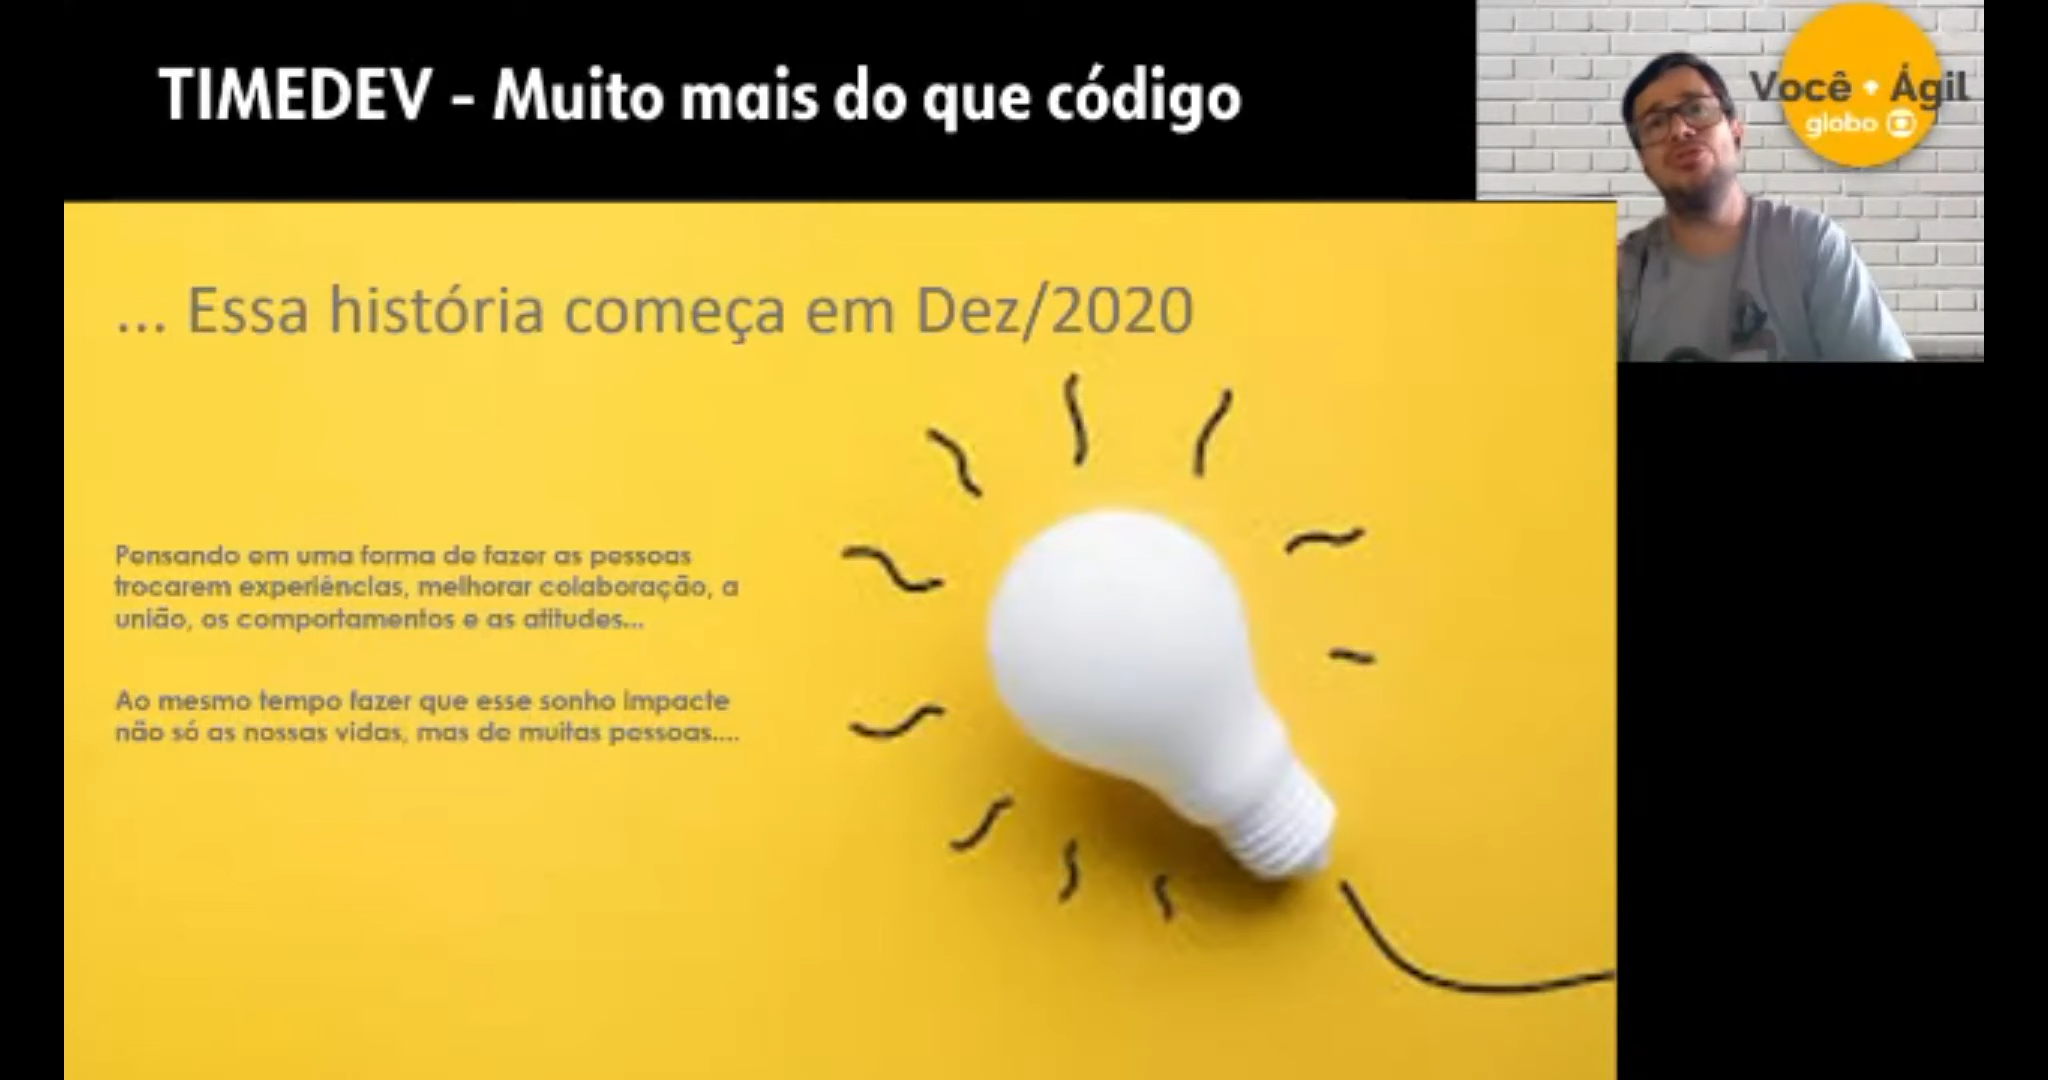 TIMEDEV - Muito mais do que código
Você + Ágil
globo
... Essa história começa em Dez/2020
Pensando em uma forma de fazer as pessoas
trocarem experiências, melhorar colaboração, a
união, os comportamentos e as atitudes...
Ao mesmo tempo fazer que esse sonho impacte
não só as nossas vidas, mas de muitas pessoas....